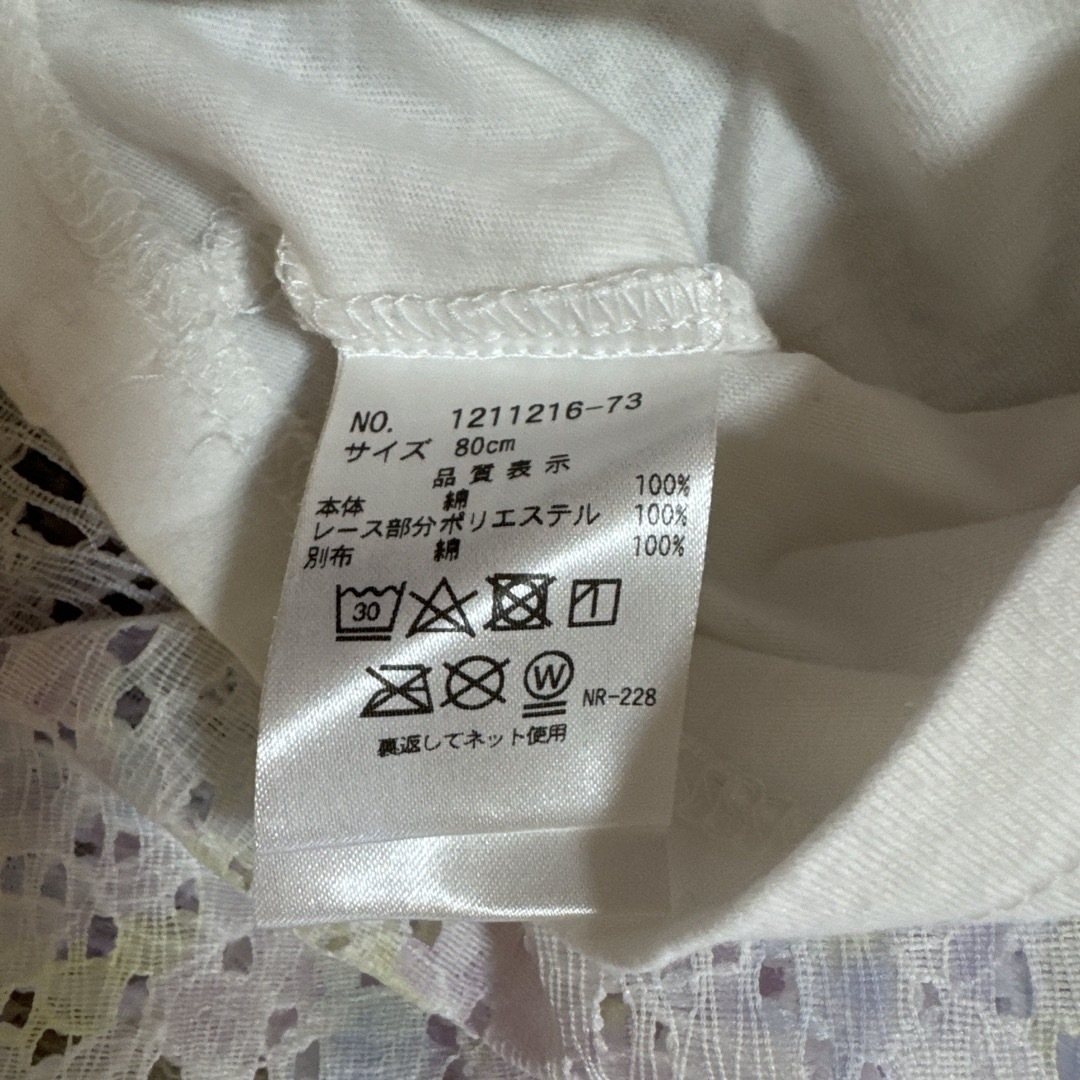 NO. 1211216-73
サイズ 80cm
品質表示
本体 綿 100%
レース部分ポリエステル 100%
別布 綿 100%
30
W NR-228
裏返してネット使用